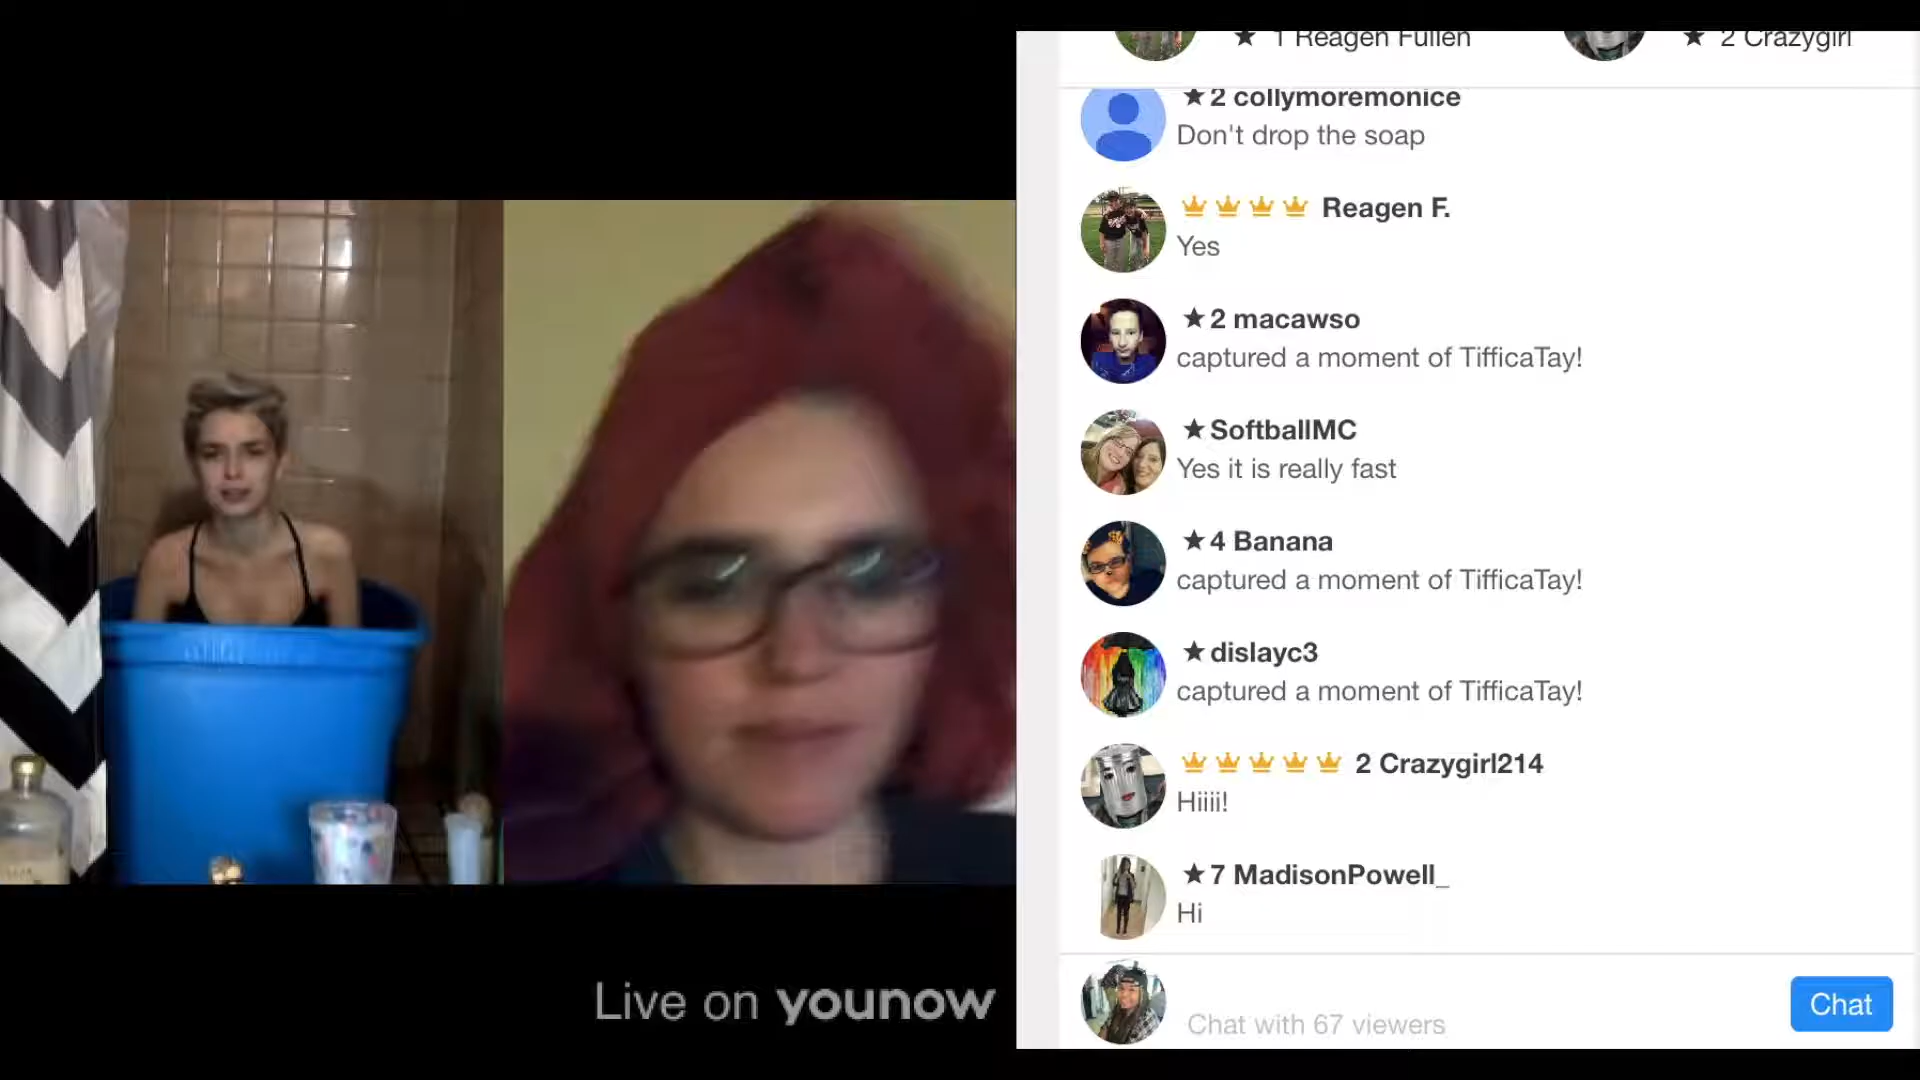 ★ 1 Reagen Fullen
★ 2 Crazygirl
★ 2 collymoremonice
Don't drop the soap
Reagen F.
Yes
★ 2 macawso
captured a moment of TifficaTay!
★ SoftballMC
Yes it is really fast
★ 4 Banana
captured a moment of TifficaTay!
★ dislayc3
captured a moment of TifficaTay!
2 Crazygirl214
Hiiii!
★ 7 MadisonPowell_
Hi
Chat with 67 viewers
Chat
Live on younow